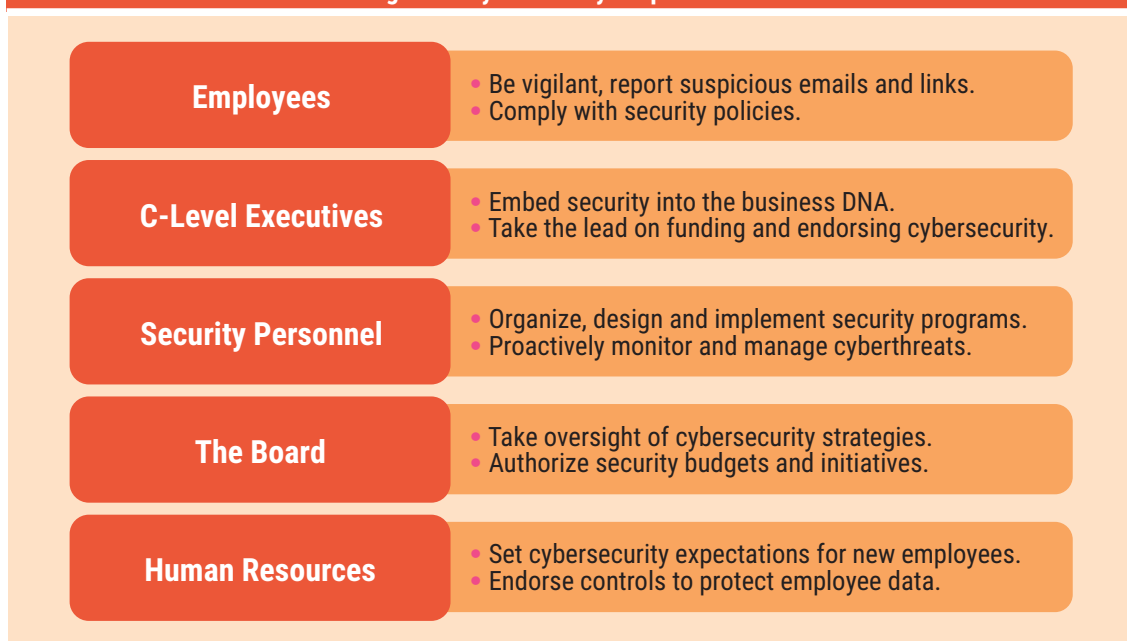 Employees
• Be vigilant, report suspicious emails and links.
• Comply with security policies.
C-Level Executives
• Embed security into the business DNA.
• Take the lead on funding and endorsing cybersecurity.
Security Personnel
• Organize, design and implement security programs.
• Proactively monitor and manage cyberthreats.
The Board
• Take oversight of cybersecurity strategies.
• Authorize security budgets and initiatives.
Human Resources
• Set cybersecurity expectations for new employees.
• Endorse controls to protect employee data.